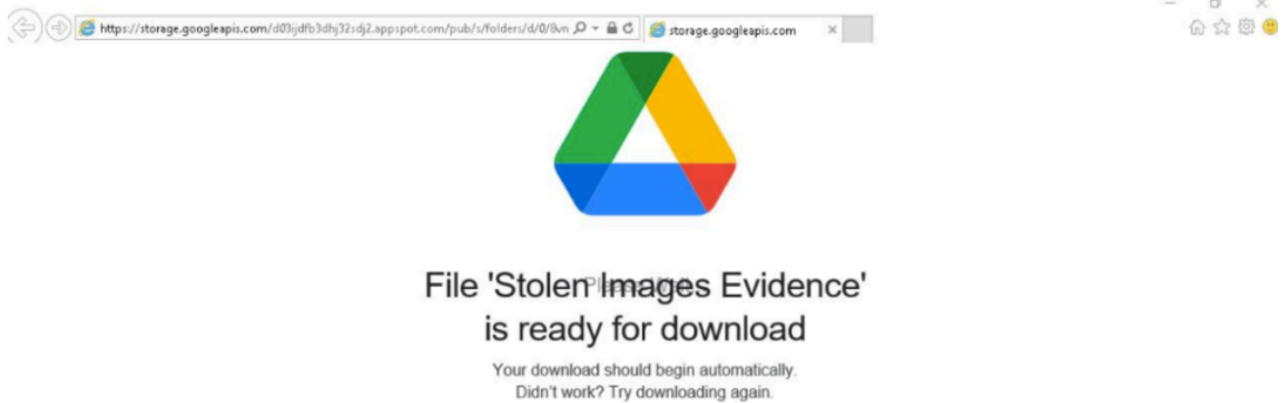 https://storage.googleapis.com/d03ijdfb3dhj32sdj2.appspot.com/pub/s/folders/d/0/8vn
storage.googleapis.com
File 'Stolen Images Evidence'
is ready for download
Your download should begin automatically.
Didn't work? Try downloading again.